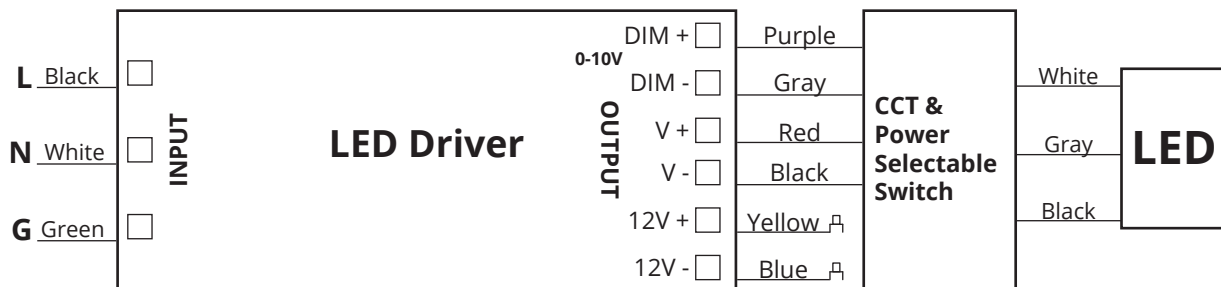 L Black
N White
G Green
INPUT
LED Driver
OUTPUT
0-10V
DIM +
DIM -
V +
V -
12V +
12V -
Purple
Gray
Red
Black
Yellow
Blue
CCT &
Power
Selectable
Switch
White
Gray
Black
LED